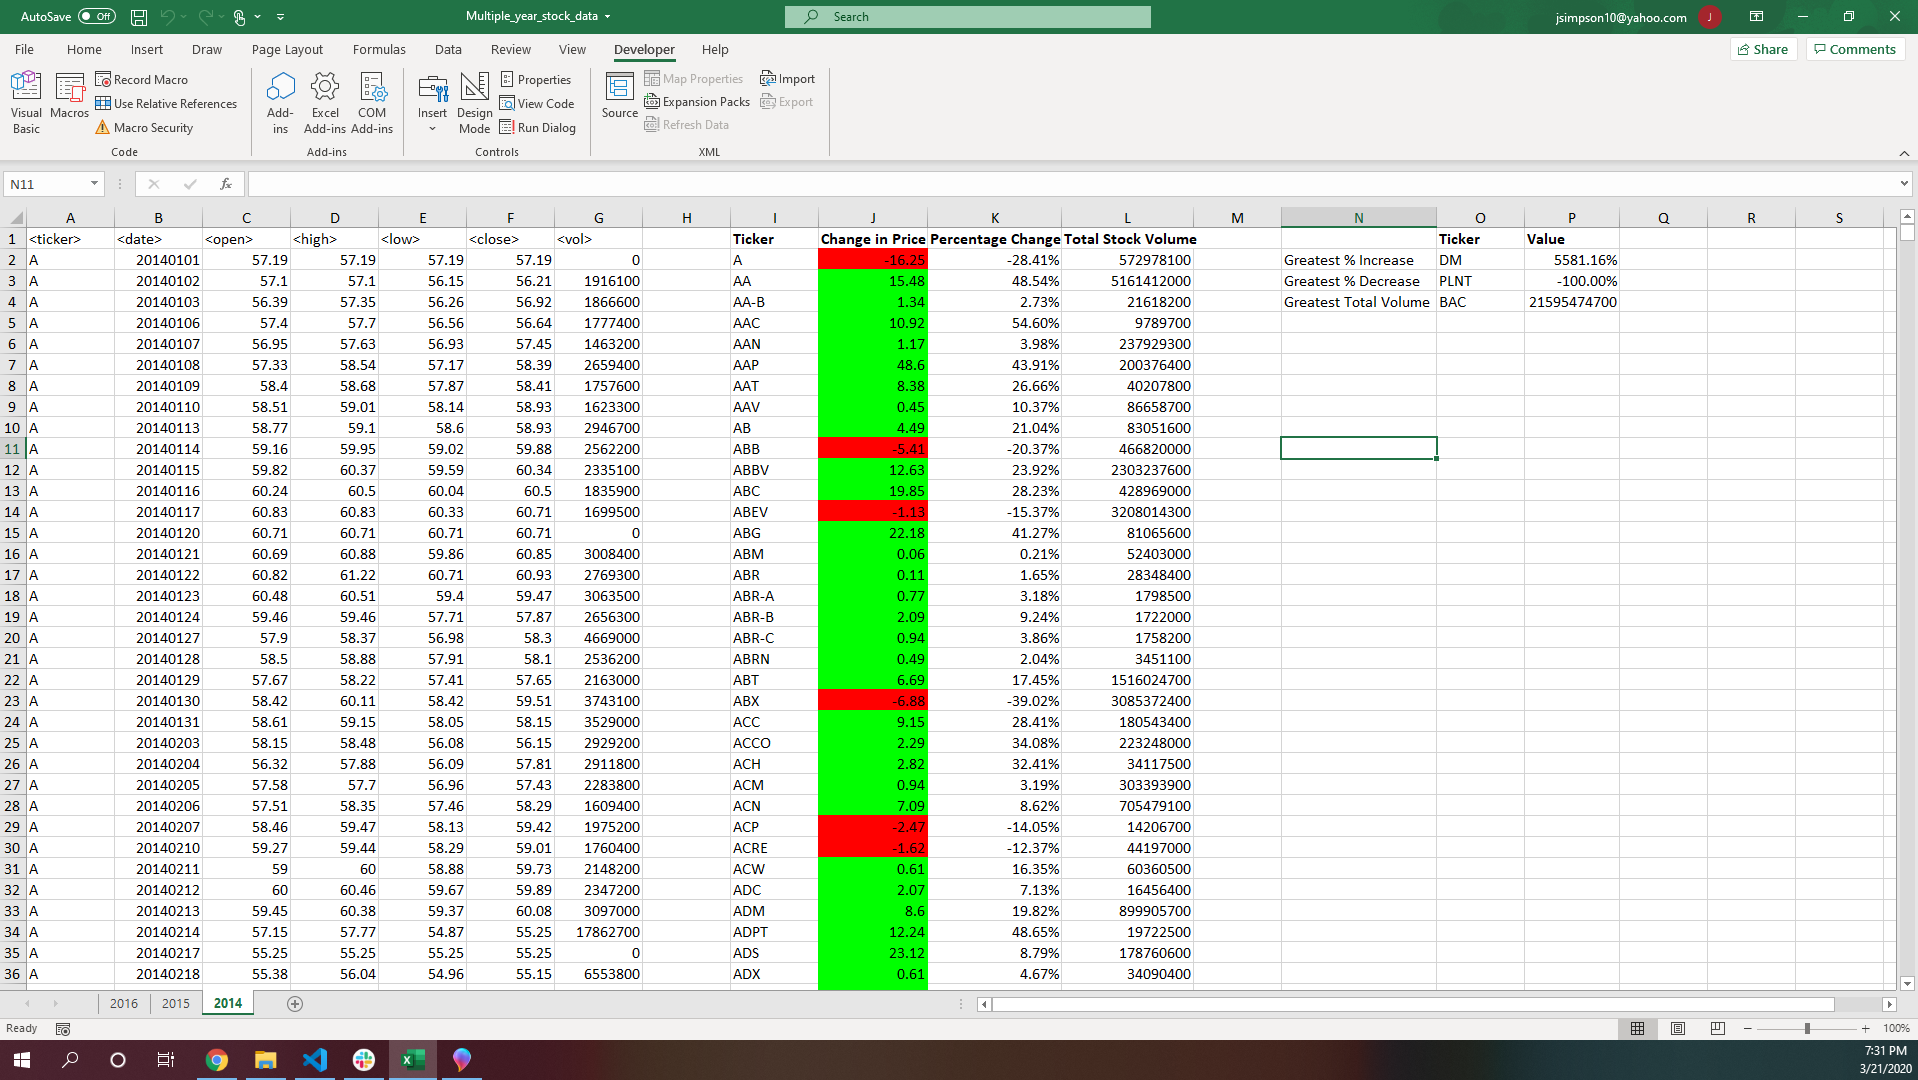 AutoSave Off Multiple_year_stock_data Search jsimpson10@yahoo.com J
File Home Insert Draw Page Layout Formulas Data Review View Developer Help Share Comments
Visual Basic
Macros
Record Macro
Use Relative References
Macro Security
Code
Add-ins
Excel Add-ins
COM Add-ins
Add-ins
Insert
Design Mode
Properties
View Code
Run Dialog
Controls
Source
Map Properties
Expansion Packs
Refresh Data
Import
Export
XML
N11 fx
A B C D E F G H I J K L M N O P Q R S
1 <ticker> <date> <open> <high> <low> <close> <vol> Ticker Change in Price Percentage Change Total Stock Volume Ticker Value
2 A 20140101 57.19 57.19 57.19 57.19 0 A -16.25 -28.41% 572978100 Greatest % Increase DM 5581.16%
3 A 20140102 57.1 57.1 56.15 56.21 1916100 AA 15.48 48.54% 5161412000 Greatest % Decrease PLNT -100.00%
4 A 20140103 56.39 57.35 56.26 56.92 1866600 AA-B 1.34 2.73% 21618200 Greatest Total Volume BAC 21595474700
5 A 20140106 57.4 57.7 56.56 56.64 1777400 AAC 10.92 54.60% 9789700
6 A 20140107 56.95 57.63 56.93 57.45 1463200 AAN 1.17 3.98% 237929300
7 A 20140108 57.33 58.54 57.17 58.39 2659400 AAP 48.6 43.91% 200376400
8 A 20140109 58.4 58.68 57.87 58.41 1757600 AAT 8.38 26.66% 40207800
9 A 20140110 58.51 59.01 58.14 58.93 1623300 AAV 0.45 10.37% 86658700
10 A 20140113 58.77 59.1 58.6 58.93 2946700 AB 4.49 21.04% 83051600
11 A 20140114 59.16 59.95 59.02 59.88 2562200 ABB -5.41 -20.37% 466820000
12 A 20140115 59.82 60.37 59.59 60.34 2335100 ABBV 12.63 23.92% 2303237600
13 A 20140116 60.24 60.5 60.04 60.5 1835900 ABC 19.85 28.23% 428969000
14 A 20140117 60.83 60.83 60.33 60.71 1699500 ABEV -1.13 -15.37% 3208014300
15 A 20140120 60.71 60.71 60.71 60.71 0 ABG 22.18 41.27% 81065600
16 A 20140121 60.69 60.88 59.86 60.85 3008400 ABM 0.06 0.21% 52403000
17 A 20140122 60.82 61.22 60.71 60.93 2769300 ABR 0.11 1.65% 28348400
18 A 20140123 60.48 60.51 59.4 59.47 3063500 ABR-A 0.77 3.18% 1798500
19 A 20140124 59.46 59.46 57.71 57.87 2656300 ABR-B 2.09 9.24% 1722000
20 A 20140127 57.9 58.37 56.98 58.3 4669000 ABR-C 0.94 3.86% 1758200
21 A 20140128 58.5 58.88 57.91 58.1 2536200 ABRN 0.49 2.04% 3451100
22 A 20140129 57.67 58.22 57.41 57.65 2163000 ABT 6.69 17.45% 1516024700
23 A 20140130 58.42 60.11 58.42 59.51 3743100 ABX -6.88 -39.02% 3085372400
24 A 20140131 58.61 59.15 58.05 58.15 3529000 ACC 9.15 28.41% 180543400
25 A 20140203 58.15 58.48 56.08 56.15 2929200 ACCO 2.29 34.08% 223248000
26 A 20140204 56.32 57.88 56.09 57.81 2911800 ACH 2.82 32.41% 34117500
27 A 20140205 57.58 57.7 56.96 57.43 2283800 ACM 0.94 3.19% 303393900
28 A 20140206 57.51 58.35 57.46 58.29 1609400 ACN 7.09 8.62% 705479100
29 A 20140207 58.46 59.47 58.13 59.42 1975200 ACP -2.47 -14.05% 14206700
30 A 20140210 59.27 59.44 58.29 59.01 1760400 ACRE -1.62 -12.37% 44197000
31 A 20140211 59 60 58.88 59.73 2148200 ACW 0.61 16.35% 60360500
32 A 20140212 60 60.46 59.67 59.89 2347200 ADC 2.07 7.13% 16456400
33 A 20140213 59.45 60.38 59.37 60.08 3097000 ADM 8.6 19.82% 899905700
34 A 20140214 57.15 57.77 54.87 55.25 17862700 ADPT 12.24 48.65% 19722500
35 A 20140217 55.25 55.25 55.25 55.25 0 ADS 23.12 8.79% 178760600
36 A 20140218 55.38 56.04 54.96 55.15 6553800 ADX 0.61 4.67% 34090400
2016 2015 2014
Ready 100%
7:31 PM
3/21/2020